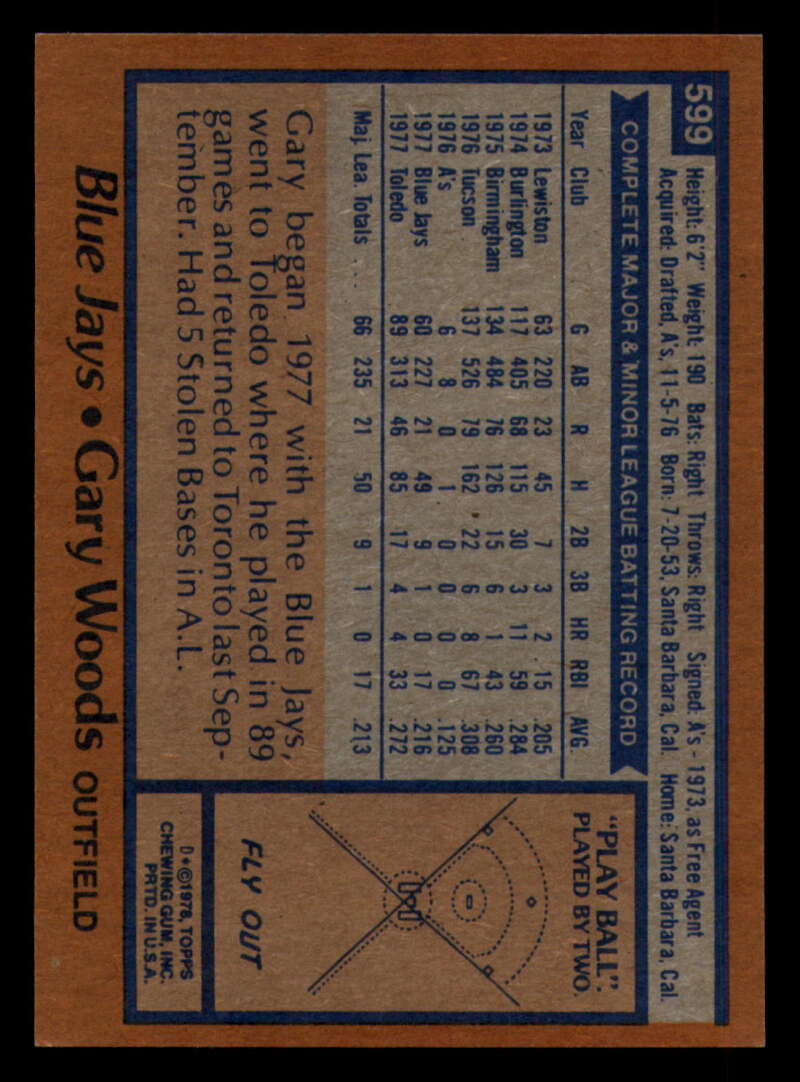 599
Height: 6'2" Weight: 190 Bats: Right Throws: Right Signed: A's - 1973, as Free Agent
Acquired: Drafted, A's, 11-5-76 Born: 7-20-53, Santa Barbara, Cal. Home: Santa Barbara, Cal.
COMPLETE MAJOR & MINOR LEAGUE BATTING RECORD
Year Club G AB R H 2B 3B HR RBI AVG.
1973 Lewiston 63 220 23 45 7 3 2 15 .205
1974 Burlington 117 405 68 115 30 3 11 59 .284
1975 Birmingham 134 484 76 126 15 6 1 43 .260
1976 Tucson 137 526 79 162 22 6 8 67 .308
1976 A's 6 8 0 1 0 0 0 0 .125
1977 Blue Jays 60 227 21 49 9 1 0 17 .216
1977 Toledo 89 313 46 85 17 4 4 33 .272
Maj. Lea. Totals ... 66 235 21 50 9 1 0 17 .213
Gary began 1977 with the Blue Jays,
went to Toledo where he played in 89
games and returned to Toronto last Sep-
tember. Had 5 Stolen Bases in A.L.
"PLAY BALL".
PLAYED BY TWO.
FLY OUT
D*©1978, TOPPS
CHEWING GUM, INC.
PRTD. IN U.S.A.
Blue Jays • Gary Woods OUTFIELD